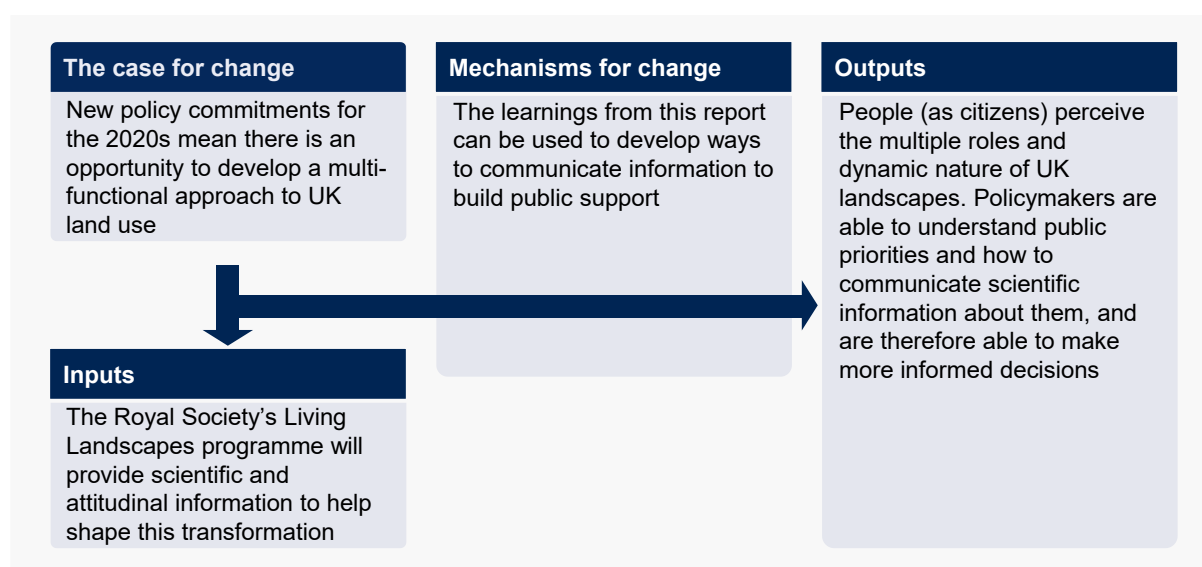 The case for change
New policy commitments for
the 2020s mean there is an
opportunity to develop a multi-
functional approach to UK
land use
Inputs
The Royal Society’s Living
Landscapes programme will
provide scientific and
attitudinal information to help
shape this transformation
Mechanisms for change
The learnings from this report
can be used to develop ways
to communicate information to
build public support
Outputs
People (as citizens) perceive
the multiple roles and
dynamic nature of UK
landscapes. Policymakers are
able to understand public
priorities and how to
communicate scientific
information about them, and
are therefore able to make
more informed decisions